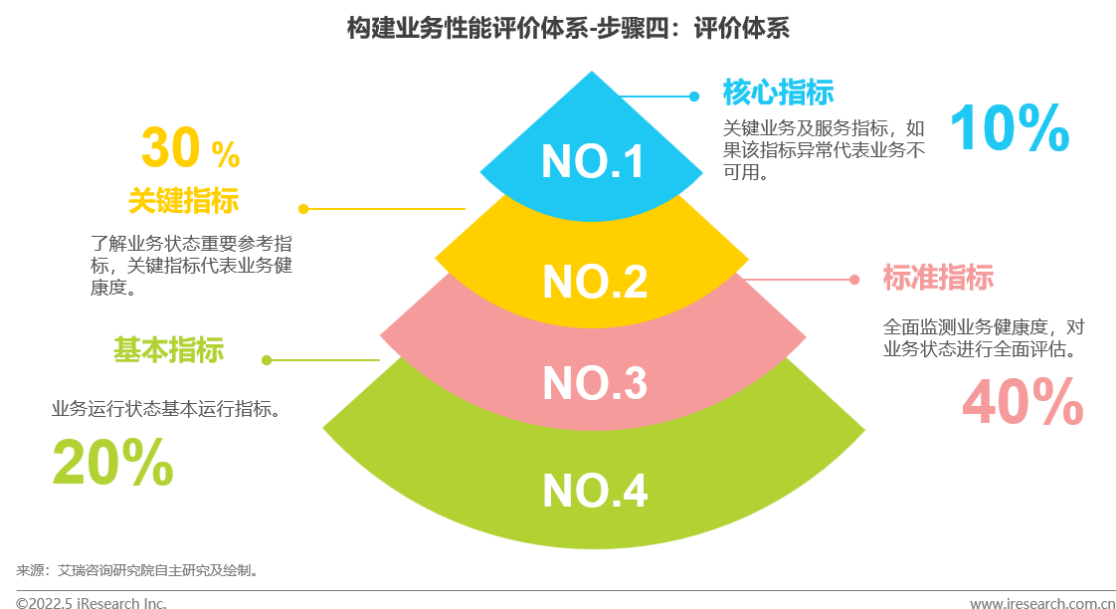 构建业务性能评价体系-步骤四：评价体系
核心指标
关键业务及服务指标，如
果该指标异常代表业务不
可用。
10%
30 %
关键指标
了解业务状态重要参考指
标，关键指标代表业务健
康度。
NO.1
NO.2
标准指标
全面监测业务健康度，对
业务状态进行全面评估。
40%
基本指标
业务运行状态基本运行指标。
20%
NO.3
NO.4
来源：艾瑞咨询研究院自主研究及绘制。
©2022.5 iResearch Inc.
www.iresearch.com.cn